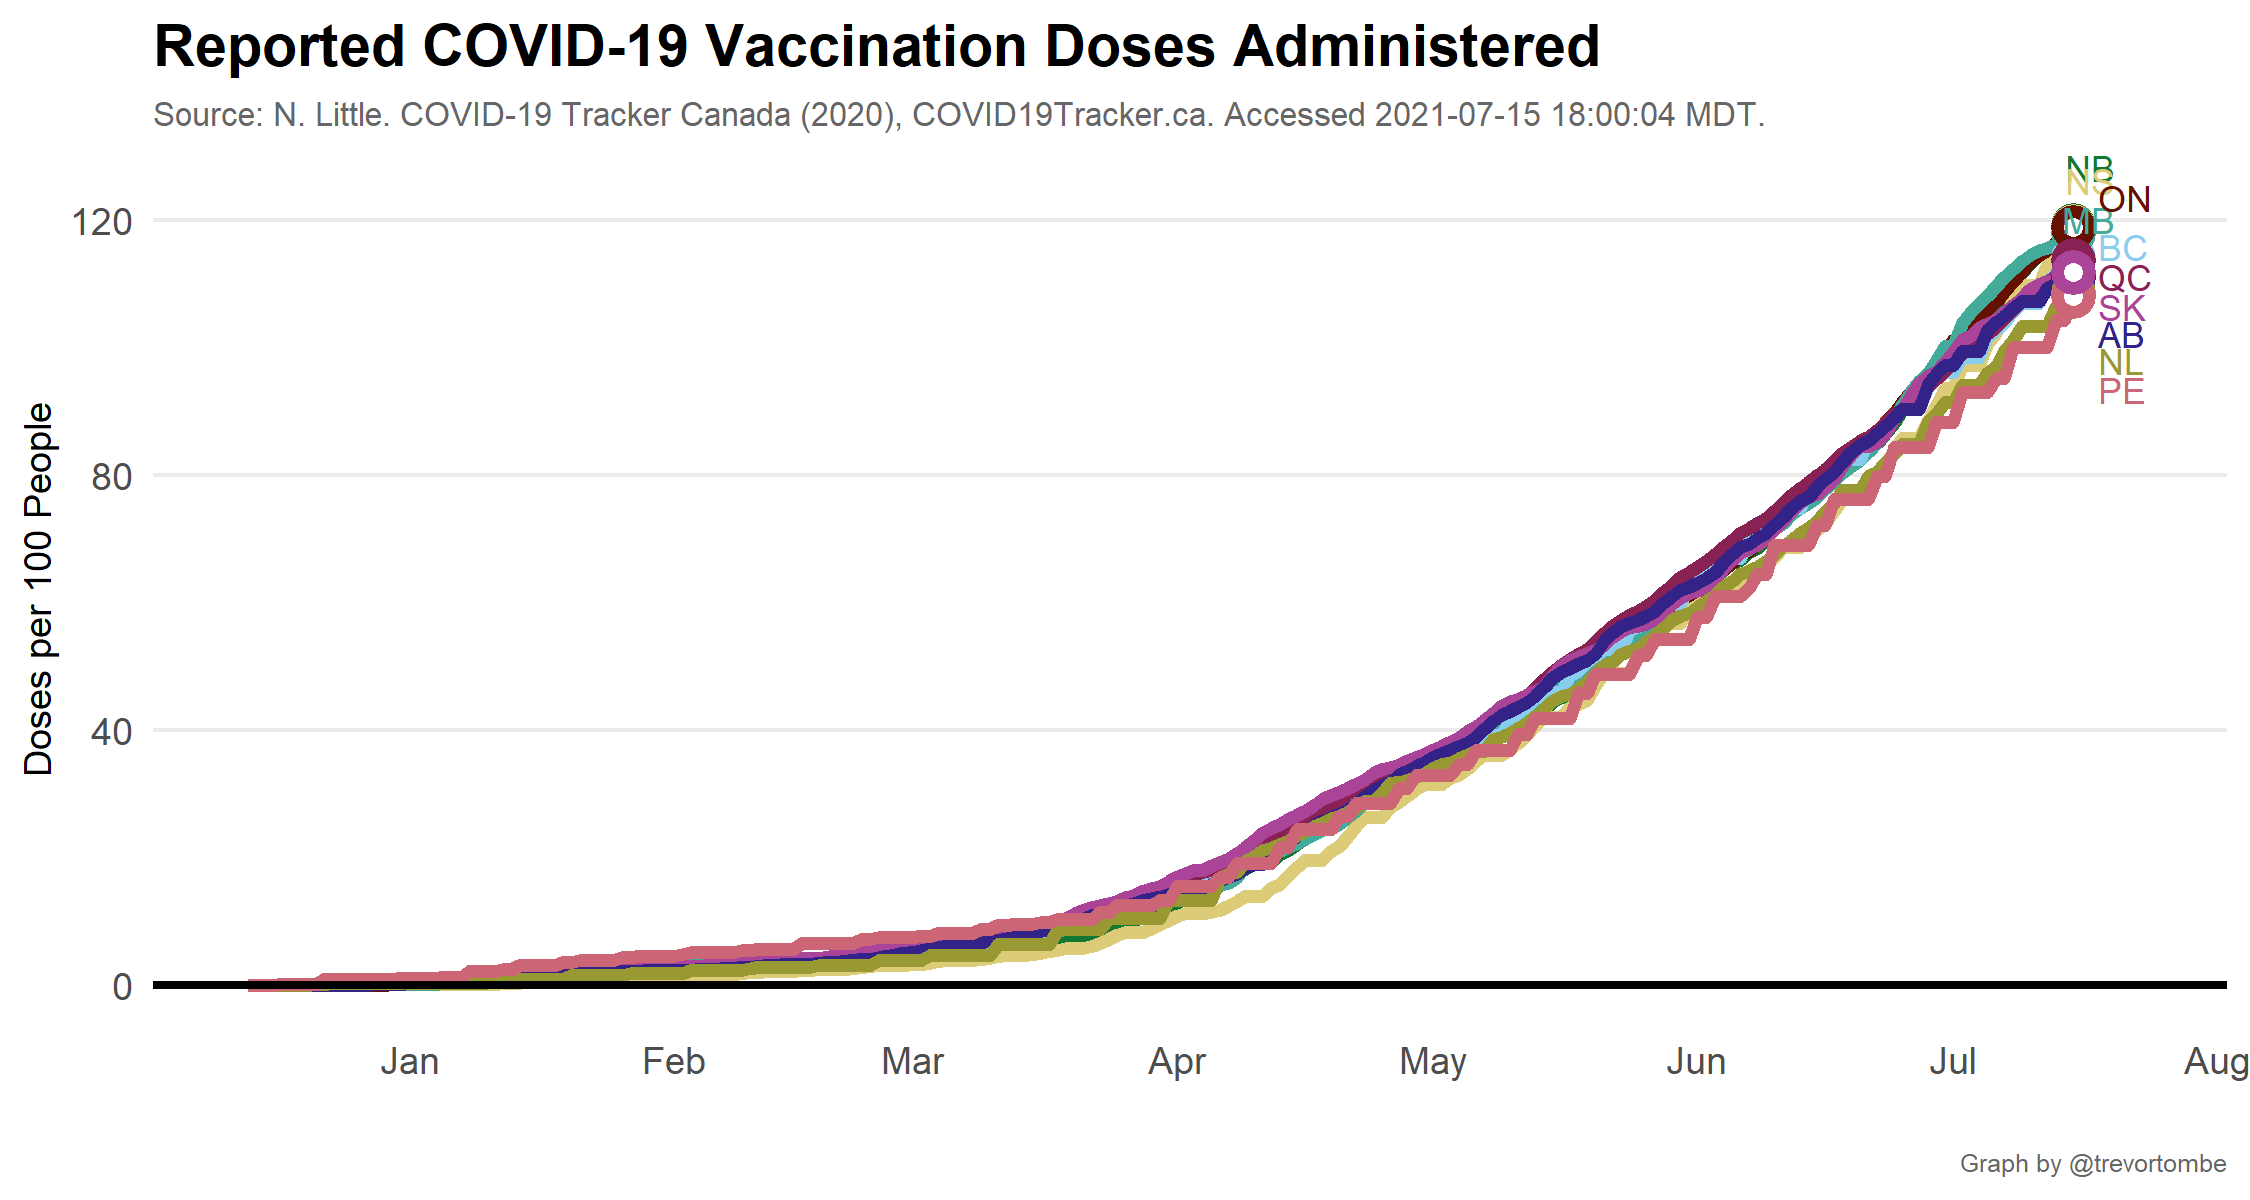 Reported COVID-19 Vaccination Doses Administered
Source: N. Little. COVID-19 Tracker Canada (2020), COVID19Tracker.ca. Accessed 2021-07-15 18:00:04 MDT.
Doses per 100 People
120
80
40
0
NB
NS
ON
MB
BC
QC
SK
AB
NL
PE
Jan Feb Mar Apr May Jun Jul Aug
Graph by @trevortombe